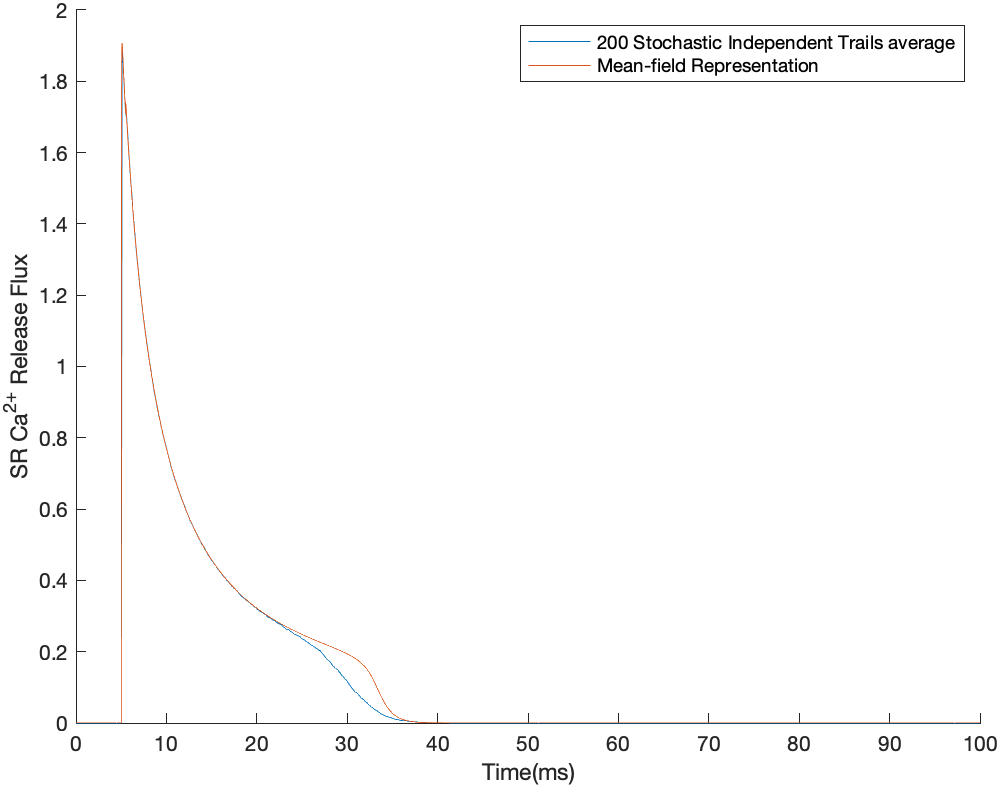 2
1.8
1.6
1.4
1.2
1
0.8
0.6
0.4
0.2
0
SR Ca2+ Release Flux
200 Stochastic Independent Trails average
Mean-field Representation
0 10 20 30 40 50 60 70 80 90 100
Time(ms)